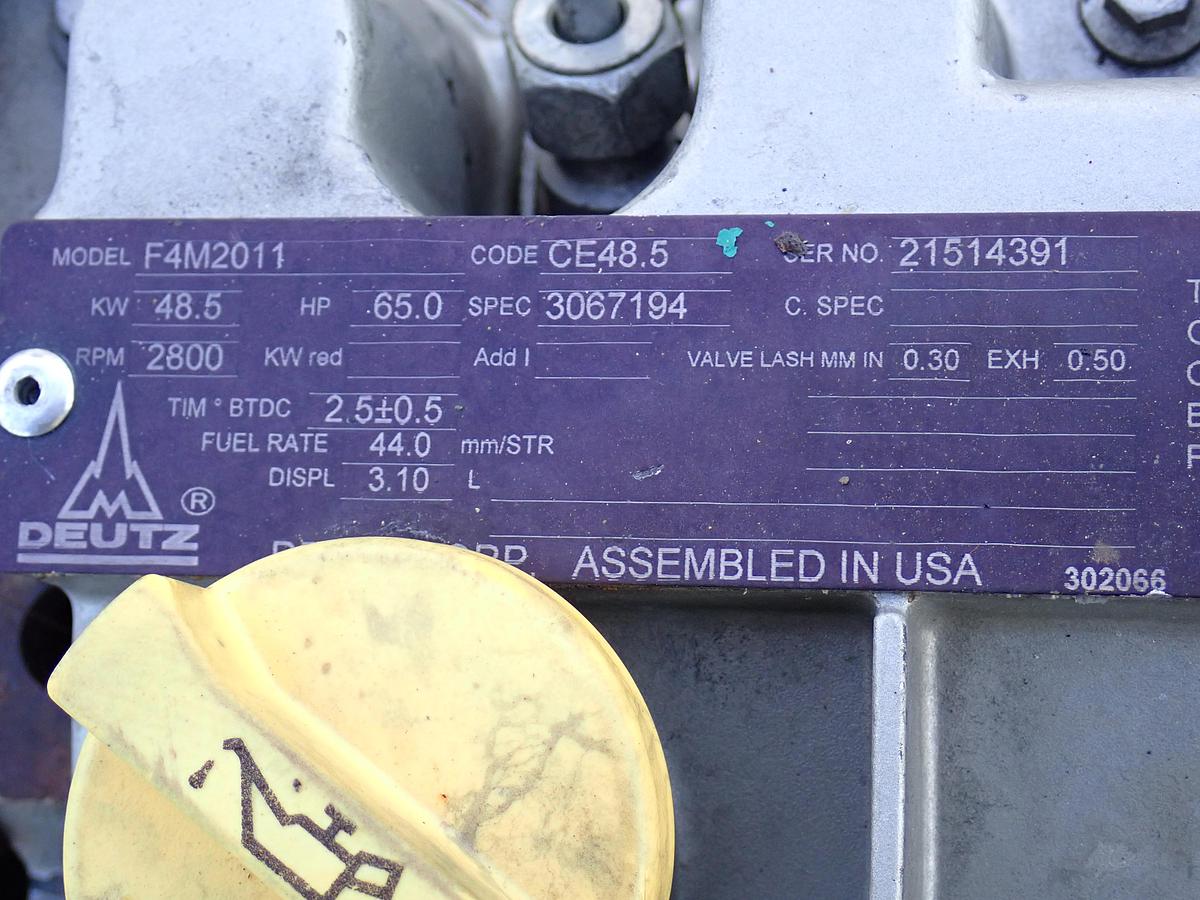 MODEL F4M2011 CODE CE48.5 SER NO. 21514391
KW 48.5 HP 65.0 SPEC 3067194 C. SPEC
RPM 2800 KW red Add I VALVE LASH MM IN 0.30 EXH 0.50
TIM ° BTDC 2.5±0.5
FUEL RATE 44.0 mm/STR
DISPL 3.10 L
®
DEUTZ
ASSEMBLED IN USA
302066